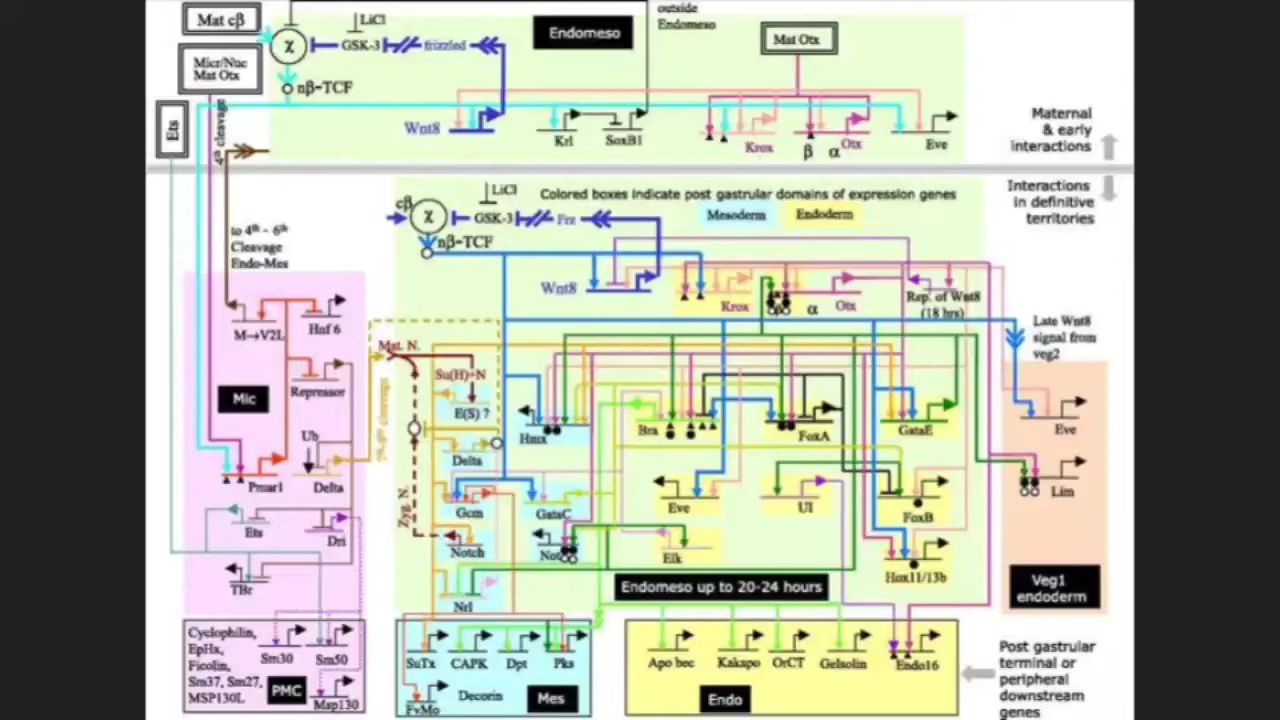 Mat cβ
LiCl
outside
Endomeso
Endomeso
χ
GSK-3
frizzled
Mat Otx
Micr/Nuc
Mat Otx
nβ-TCF
Ets
4th cleavage
Wnt8
Krl
SoxB1
Krox
β
α
Otx
Eve
Maternal
& early
interactions
Interactions
in definitive
territories
LiCl
Colored boxes indicate post gastrular domains of expression genes
Mesoderm
Endoderm
cβ
χ
GSK-3
Frz
nβ-TCF
to 4th - 6th
Cleavage
Endo-Mes
Wnt8
Krox
α
Otx
Rep. of Wnt8
(18 hrs)
M→V2L
Hnf 6
Late Wnt8
signal from
veg2
Mat. N.
Su(H)+N
E(S) ?
Repressor
Mic
Hmx
Bra
FoxA
GataE
Eve
Ub
Delta
Pmar1
Delta
Lim
Gcm
GataC
Eve
UI
FoxB
Zyg. N.
Ets
Dri
Notch
Not
Elk
Hox11/13b
TBr
Nrl
Endomeso up to 20-24 hours
Veg1
endoderm
Cyclophilin,
EpHx,
Ficolin,
Sm37, Sm27,
MSP130L
PMC
Sm30
Sm50
Msp130
SuTx
CAPK
Dpt
Pks
FvMo
Decorin
Mes
Apo bec
Kakapo
OrCT
Gelsolin
Endo16
Endo
Post gastrular
terminal or
peripheral
downstream
genes